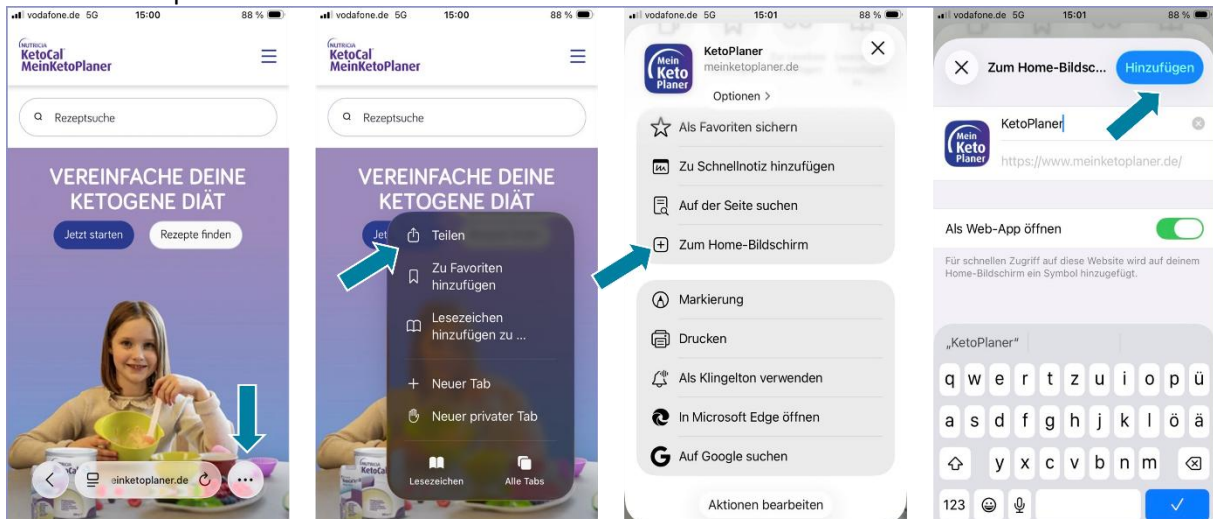 vodafone.de 5G 15:00 88 %
NUTRICIA
KetoCal
MeinKetoPlaner
Rezeptsuche
VEREINFACHE DEINE
KETOGENE DIÄT
Jetzt starten Rezepte finden
einketoplaner.de
vodafone.de 5G 15:00 88 %
NUTRICIA
KetoCal
MeinKetoPlaner
Rezeptsuche
VEREINFACHE DEINE
KETOGENE DIÄT
Jet
Teilen
Zu Favoriten
hinzufügen
Lesezeichen
hinzufügen zu ...
Neuer Tab
Neuer privater Tab
Lesezeichen Alle Tabs
vodafone.de 5G 15:01 88 %
Mein
Keto
Planer
KetoPlaner
meinketoplaner.de
Optionen >
Als Favoriten sichern
Zu Schnellnotiz hinzufügen
Auf der Seite suchen
Zum Home-Bildschirm
Markierung
Drucken
Als Klingelton verwenden
In Microsoft Edge öffnen
Auf Google suchen
Aktionen bearbeiten
vodafone.de 5G 15:01 88 %
Zum Home-Bildsc... Hinzufügen
Mein
Keto
Planer
KetoPlaner
https://www.meinketoplaner.de/
Als Web-App öffnen
Für schnellen Zugriff auf diese Website wird auf deinem
Home-Bildschirm ein Symbol hinzugefügt.
„KetoPlaner“
q w e r t z u i o p ü
a s d f g h j k l ö ä
y x c v b n m
123